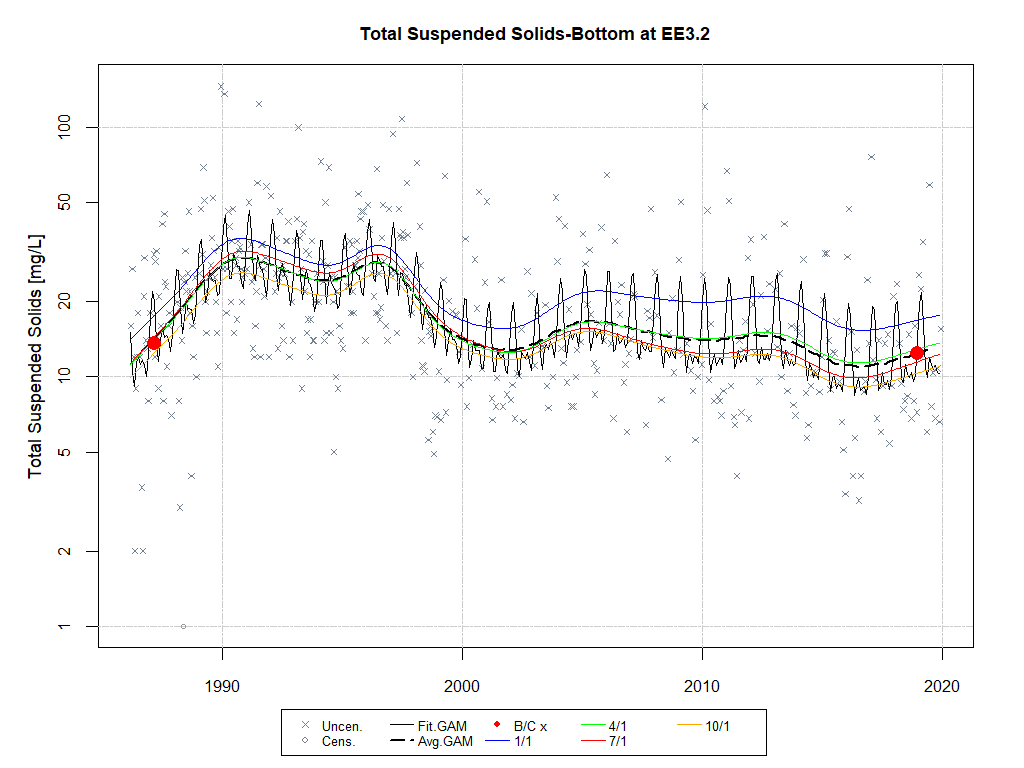 Total Suspended Solids-Bottom at EE3.2
Total Suspended Solids [mg/L]
100
50
20
10
5
2
1
1990 2000 2010 2020
Uncen. Fit.GAM B/C x 4/1 10/1
Cens. Avg.GAM 1/1 7/1